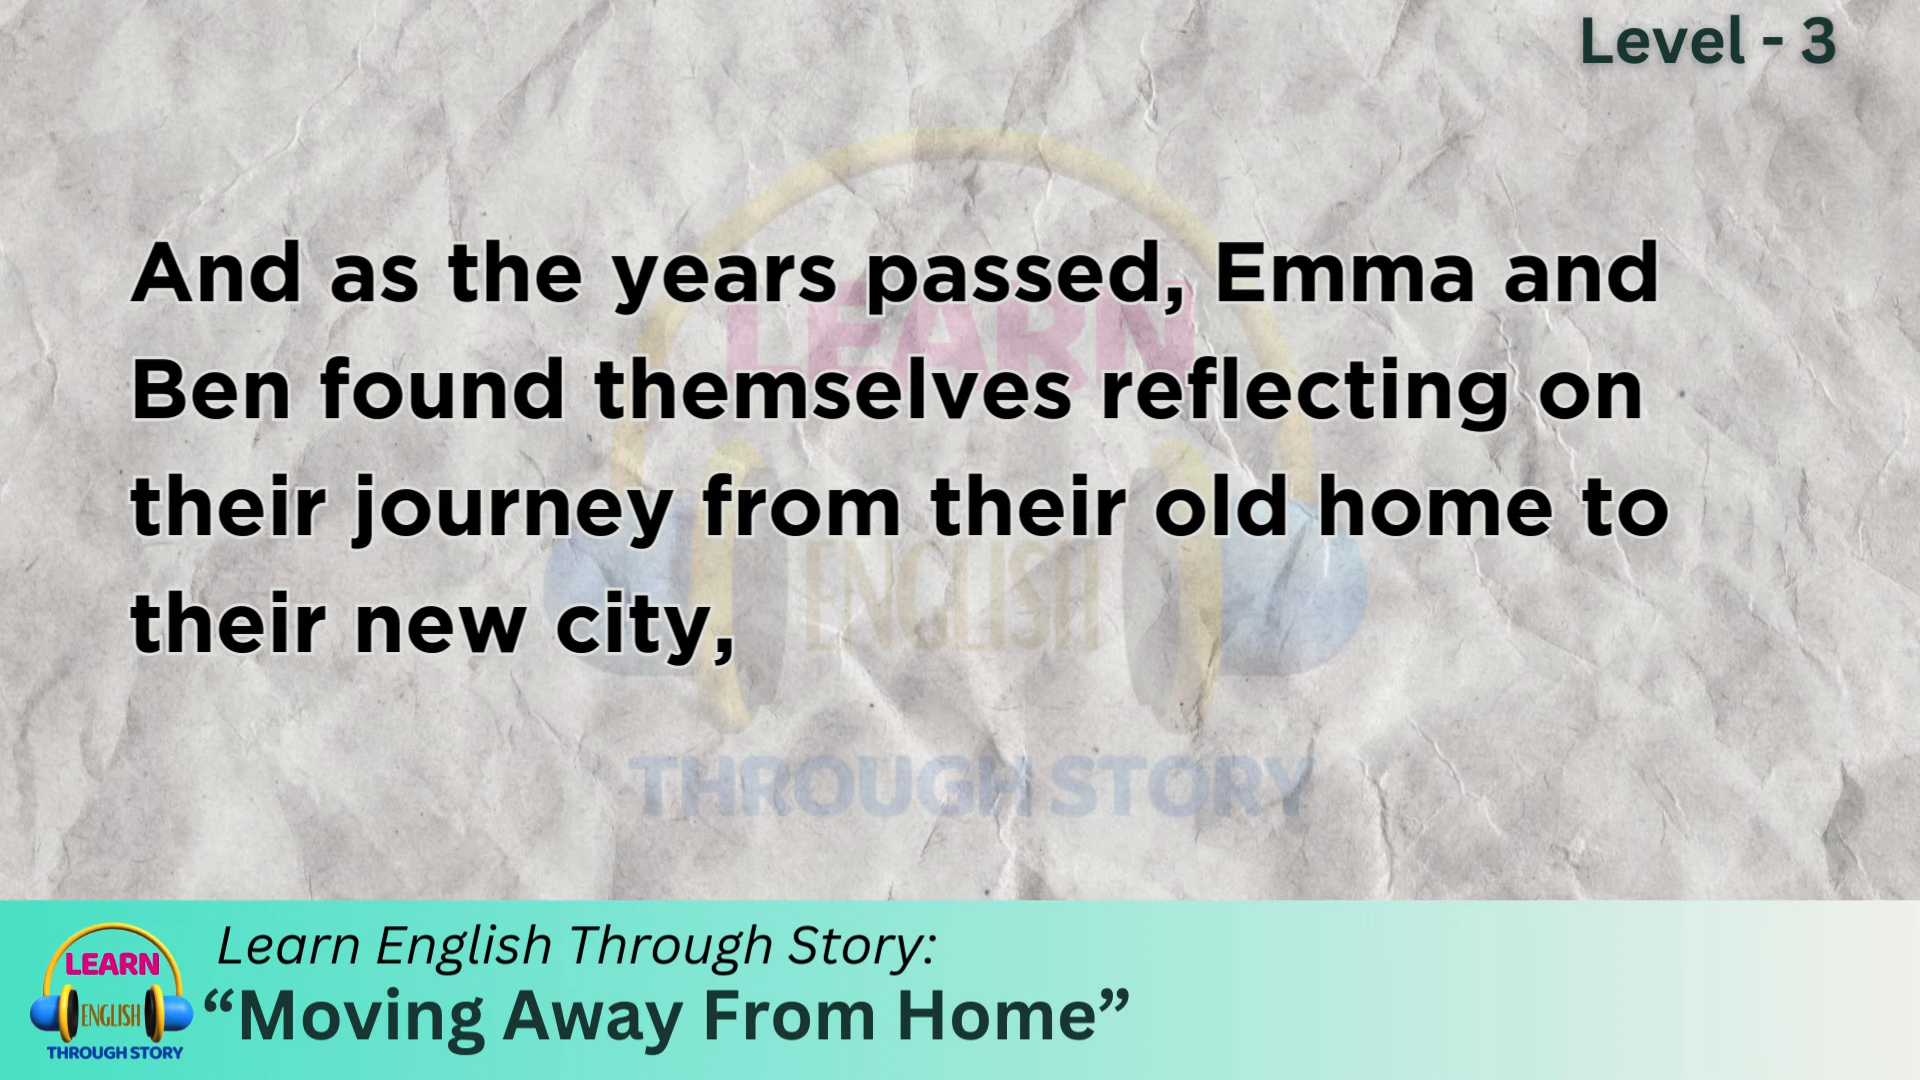 Level - 3
And as the years passed, Emma and
Ben found themselves reflecting on
their journey from their old home to
their new city,
LEARN
ENGLISH
THROUGH STORY
Learn English Through Story:
“Moving Away From Home”
LEARN
ENGLISH
THROUGH STORY